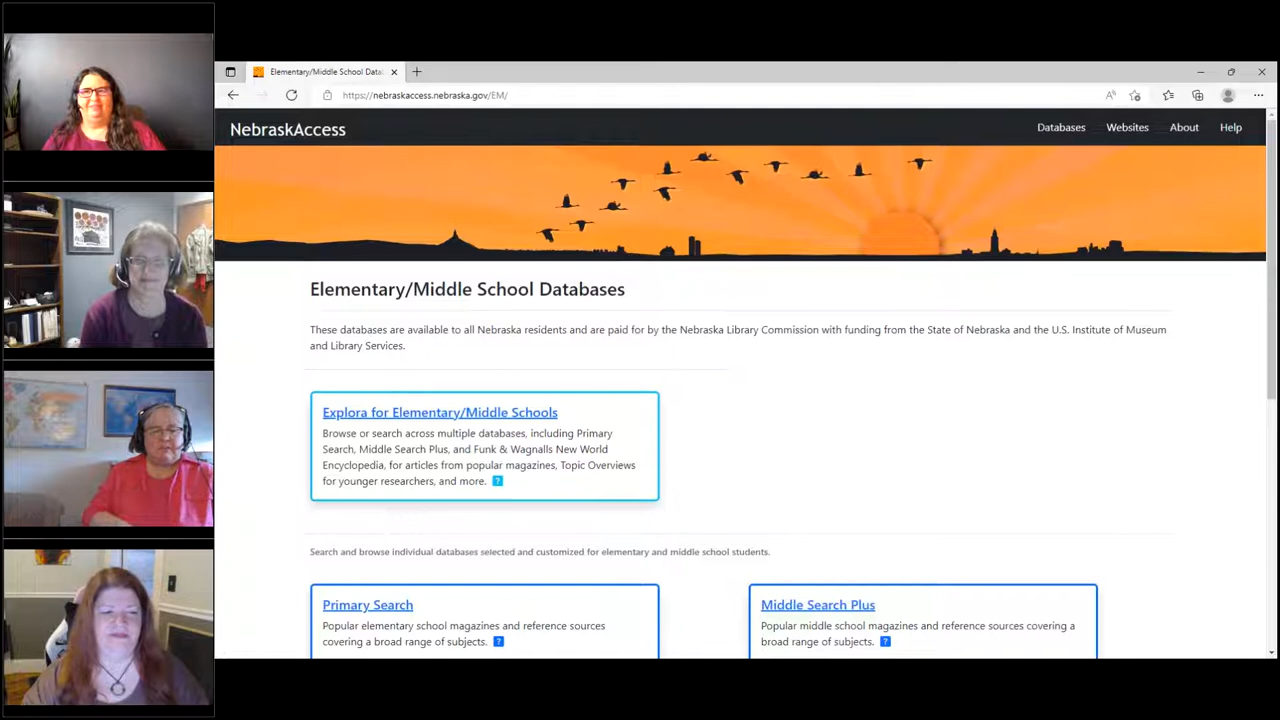 Elementary/Middle School Data
https://nebraskaccess.nebraska.gov/EM/
NebraskAccess
Databases Websites About Help
Elementary/Middle School Databases
These databases are available to all Nebraska residents and are paid for by the Nebraska Library Commission with funding from the State of Nebraska and the U.S. Institute of Museum
and Library Services.
Explora for Elementary/Middle Schools
Browse or search across multiple databases, including Primary
Search, Middle Search Plus, and Funk & Wagnalls New World
Encyclopedia, for articles from popular magazines, Topic Overviews
for younger researchers, and more. ?
Search and browse individual databases selected and customized for elementary and middle school students.
Primary Search
Popular elementary school magazines and reference sources
covering a broad range of subjects. ?
Middle Search Plus
Popular middle school magazines and reference sources covering a
broad range of subjects. ?